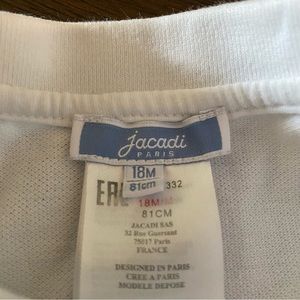 jacadi
PARIS
18M
81cm
332
EAC
18M
81CM
JACADI SAS
32 Rue Guersant
75017 Paris
FRANCE
DESIGNED IN PARIS
CREE A PARIS
MODELE DEPOSE